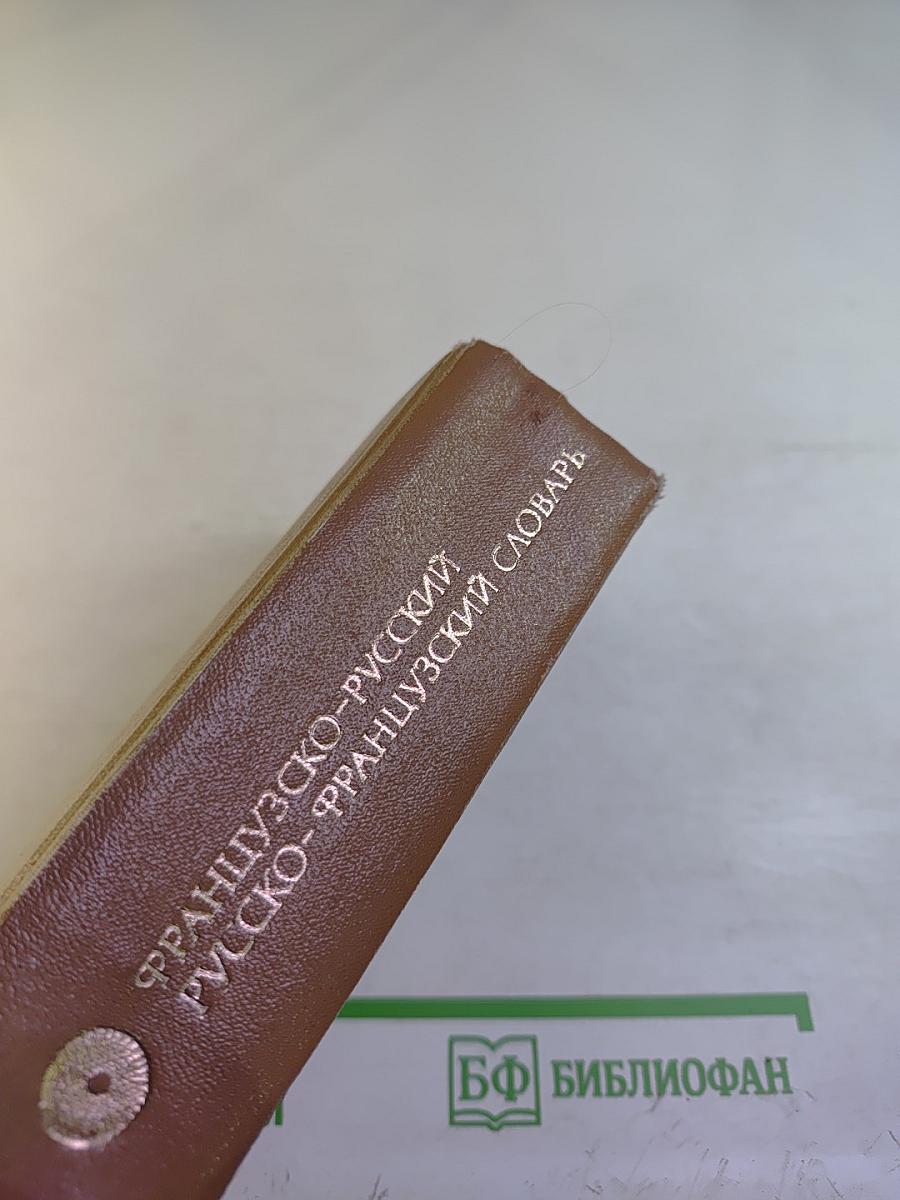 ФРАНЦУЗСКО-РУССКИЙ
РУССКО-ФРАНЦУЗСКИЙ СЛОВАРЬ
БФ БИБЛИОФАН